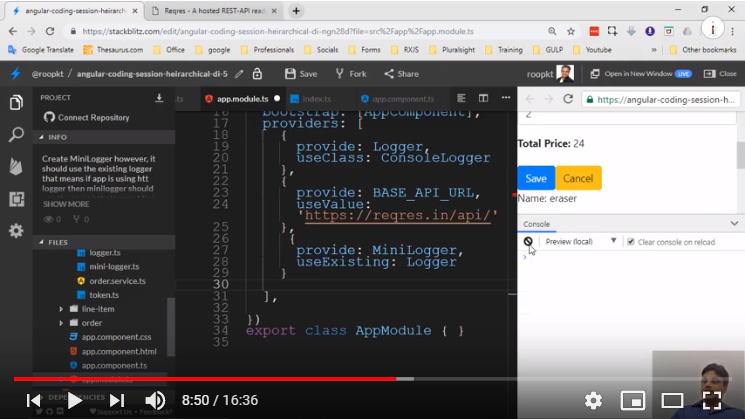 angular-coding-session-heirarchi
Reqres - A hosted REST-API read
https://stackblitz.com/edit/angular-coding-session-heirarchical-di-ngn28d?file=src%2Fapp%2Fapp.module.ts
Google Translate
Thesaurus.com
Office
google
Professionals
Socials
Forms
RXJS
Pluralsight
Training
GULP
Youtube
»
Other bookmarks
@roopkt / angular-coding-session-heirarchical-di-5
Save
Fork
Share
roopkt
Open in New Window LIVE
Close
PROJECT
Connect Repository
INFO
Create MiniLogger however, it
should use the existing logger
that means if app is using htt
logger then minilogger should
SHOW MORE
0
0
FILES
logger.ts
mini-logger.ts
order.service.ts
token.ts
line-item
order
app.component.css
app.component.html
app.component.ts
app.module.ts
DEPENDENCIES
Support Us • Feedback?
.ts
app.module.ts
index.ts
app.component.ts
16 bootstrap: [AppComponent],
17 providers: [
18 {
19 provide: Logger,
20 useClass: ConsoleLogger
21 },
22 {
23 provide: BASE_API_URL,
24 useValue:
'https://reqres.in/api/'
25 },
26 {
27 provide: MiniLogger,
28 useExisting: Logger
29 }
30
31 ],
32
33 })
34 export class AppModule { }
35
https://angular-coding-session-h...
2
Total Price: 24
Save
Cancel
Name: eraser
Console
Preview (local)
Clear console on reload
8:50 / 16:36